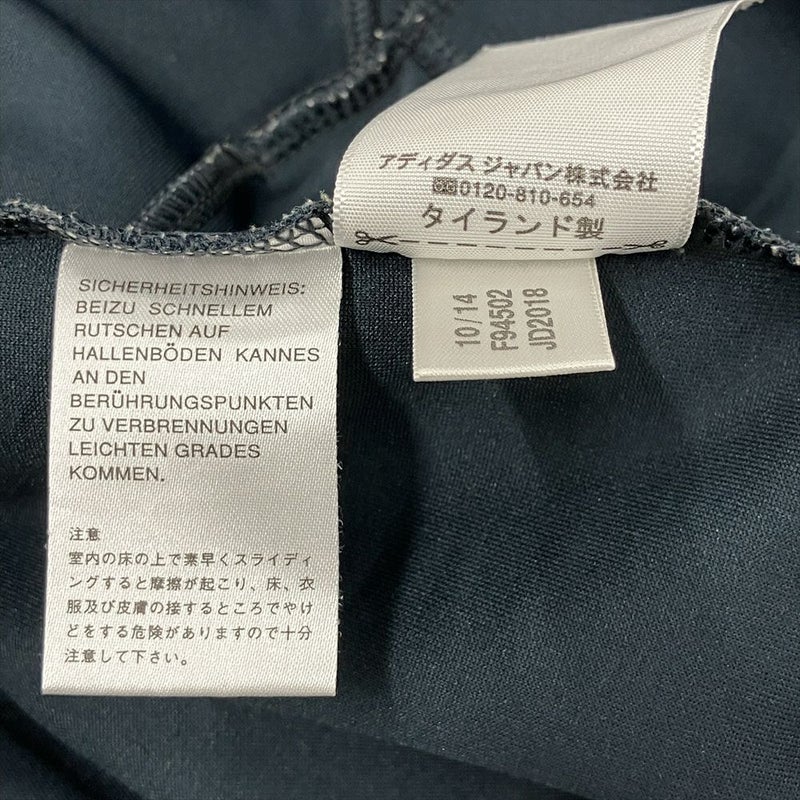 アディダス ジャパン株式会社
0120-810-654
タイランド製
10/14
F94502
JD2018
SICHERHEITSHINWEIS:
BEIZU SCHNELLEM
RUTSCHEN AUF
HALLENBÖDEN KANNES
AN DEN
BERÜHRUNGSPUNKTEN
ZU VERBRENNUNGEN
LEICHTEN GRADES
KOMMEN.
注意
室内の床の上で素早くスライディ
ングすると摩擦が起こり、床、衣
服及び皮膚の接するところでやけ
どをする危険がありますので十分
注意して下さい。